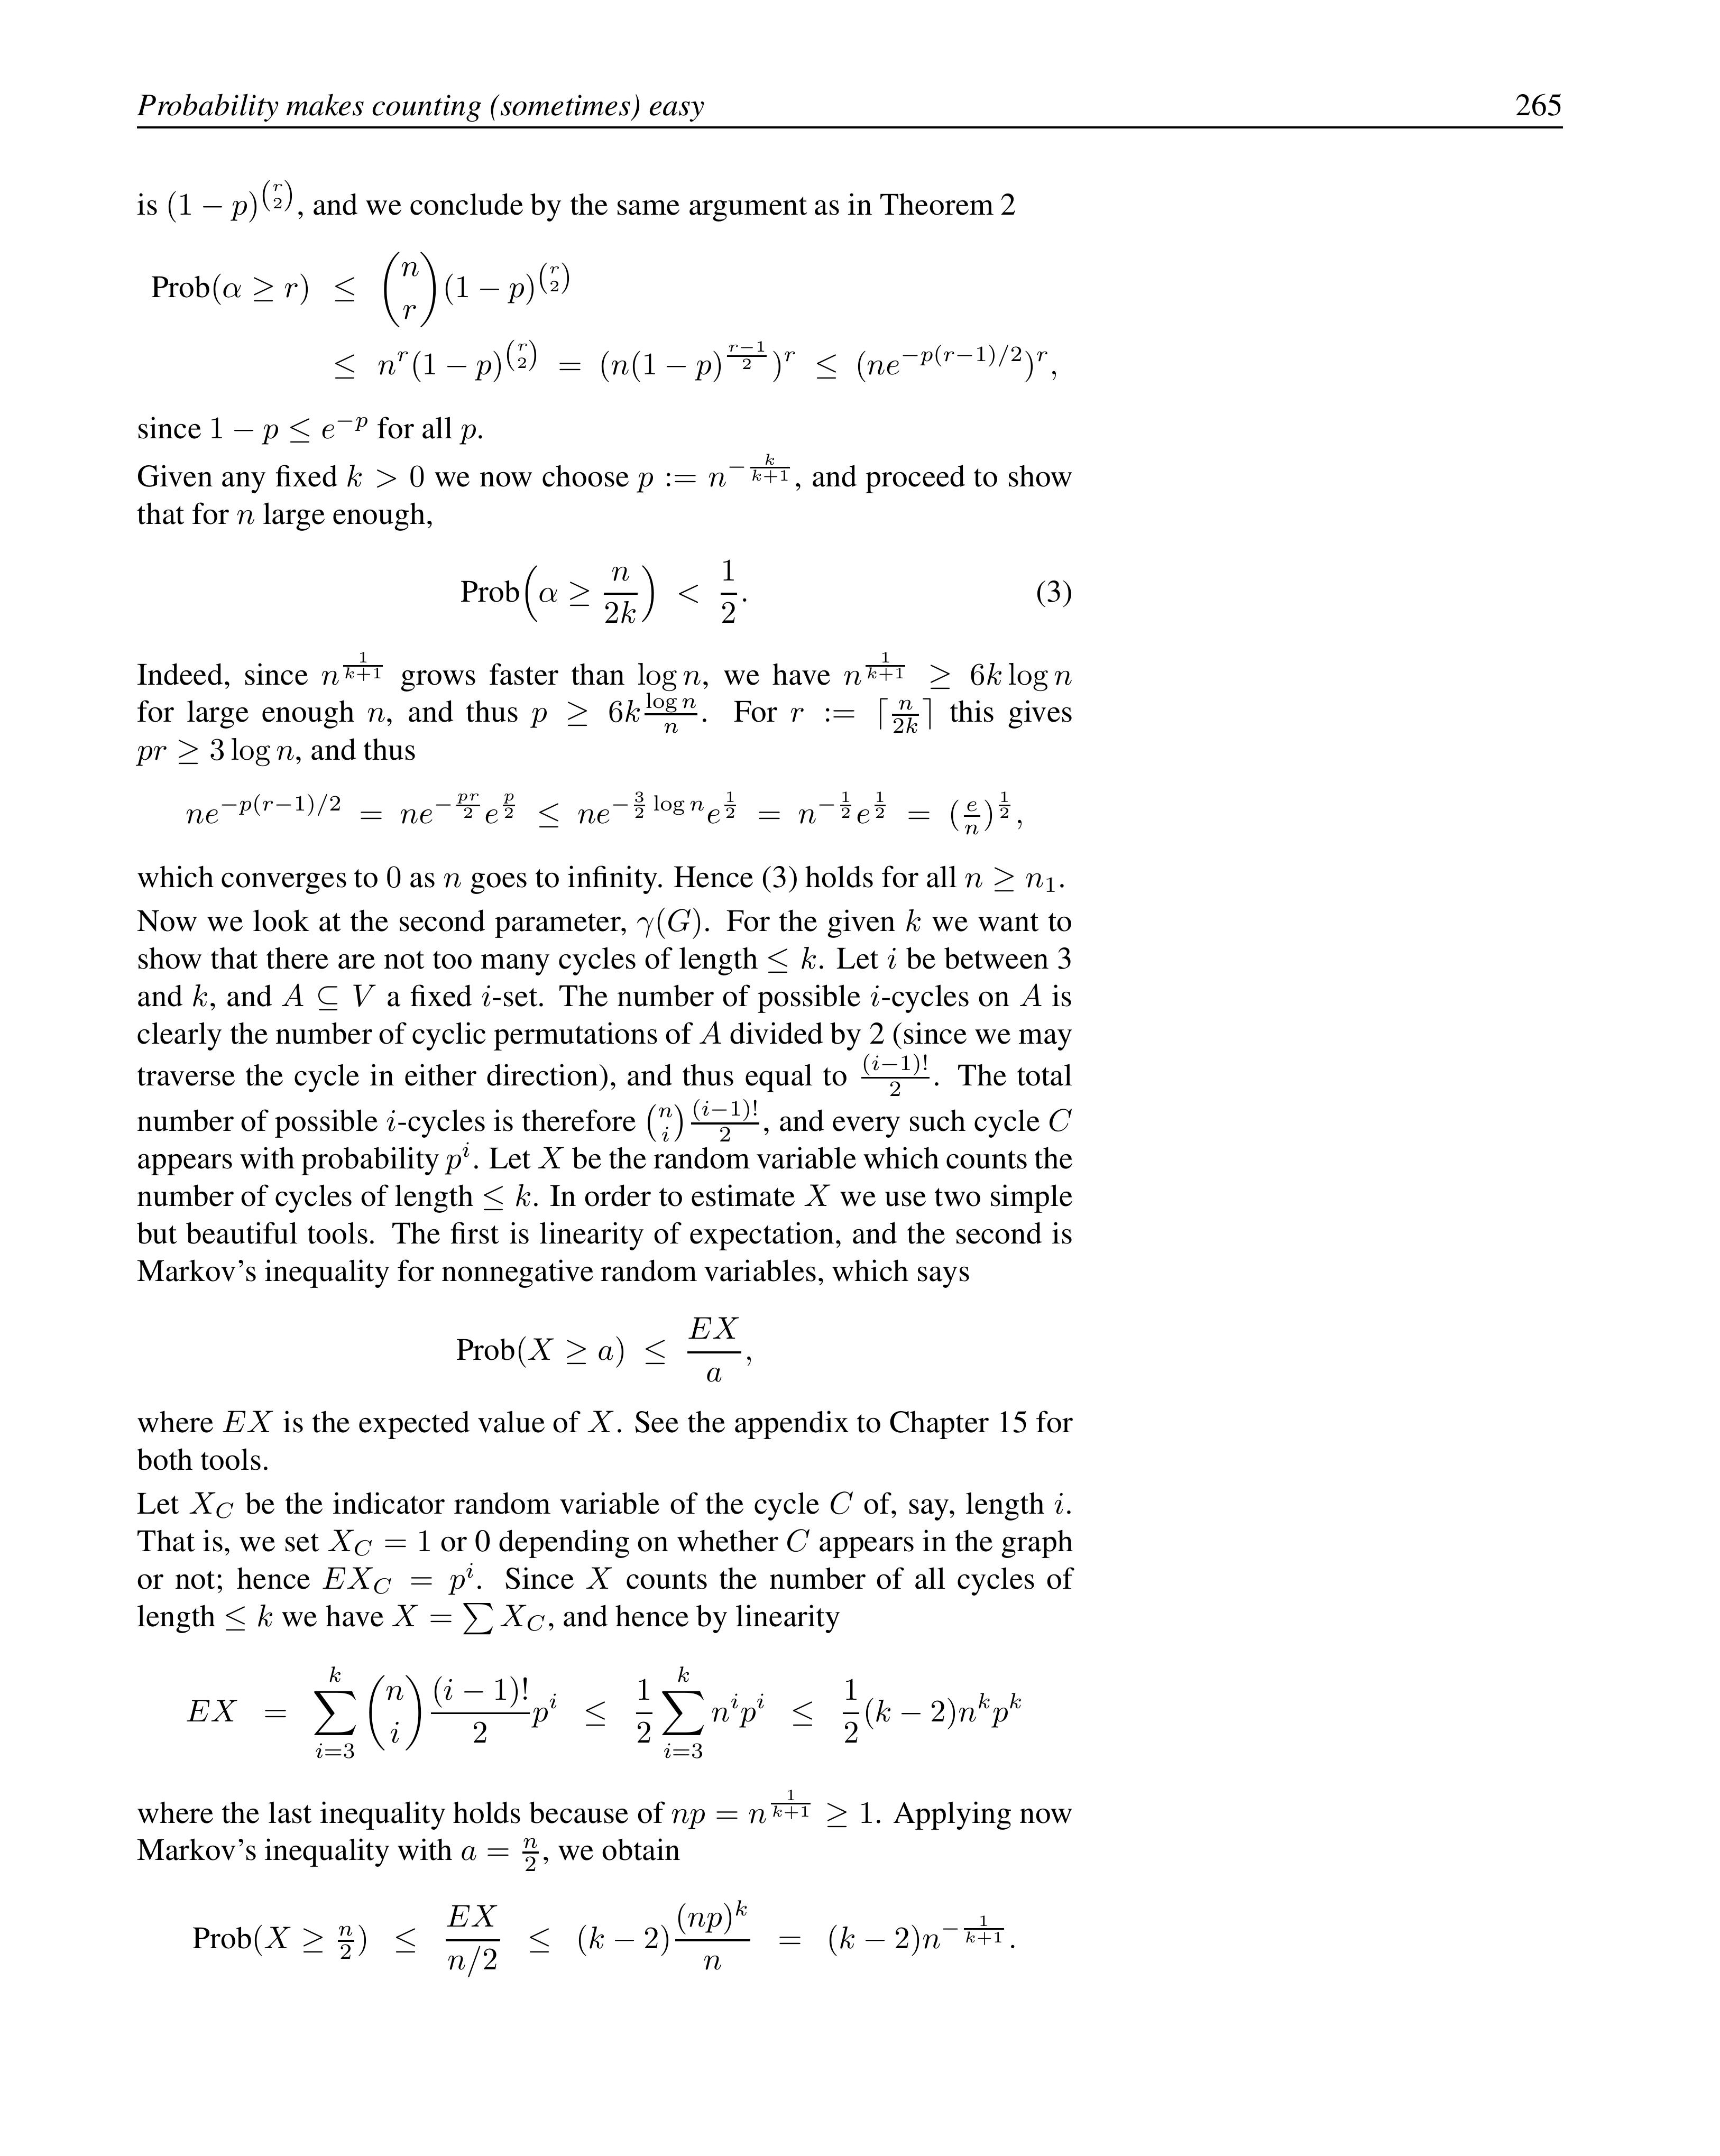 Probability makes counting (sometimes) easy 265
is $(1-p)^{\binom{r}{2}}$, and we conclude by the same argument as in Theorem 2
$\text{Prob}(\alpha \geq r) \leq \binom{n}{r}(1-p)^{\binom{r}{2}}$
$\leq n^r(1-p)^{\binom{r}{2}} = (n(1-p)^{\frac{r-1}{2}})^r \leq (ne^{-p(r-1)/2})^r,$
since $1-p \leq e^{-p}$ for all $p$.
Given any fixed $k > 0$ we now choose $p := n^{-\frac{k}{k+1}}$, and proceed to show
that for $n$ large enough,
$\text{Prob}\left(\alpha \geq \frac{n}{2k}\right) < \frac{1}{2}.$ (3)
Indeed, since $n^{\frac{1}{k+1}}$ grows faster than $\log n$, we have $n^{\frac{1}{k+1}} \geq 6k \log n$
for large enough $n$, and thus $p \geq 6k\frac{\log n}{n}$. For $r := \lceil \frac{n}{2k} \rceil$ this gives
$pr \geq 3 \log n$, and thus
$ne^{-p(r-1)/2} = ne^{-\frac{pr}{2}}e^{\frac{p}{2}} \leq ne^{-\frac{3}{2}\log n}e^{\frac{1}{2}} = n^{-\frac{1}{2}}e^{\frac{1}{2}} = (\frac{e}{n})^{\frac{1}{2}},$
which converges to 0 as $n$ goes to infinity. Hence (3) holds for all $n \geq n_1$.
Now we look at the second parameter, $\gamma(G)$. For the given $k$ we want to
show that there are not too many cycles of length $\leq k$. Let $i$ be between 3
and $k$, and $A \subseteq V$ a fixed $i$-set. The number of possible $i$-cycles on $A$ is
clearly the number of cyclic permutations of $A$ divided by 2 (since we may
traverse the cycle in either direction), and thus equal to $\frac{(i-1)!}{2}$. The total
number of possible $i$-cycles is therefore $\binom{n}{i}\frac{(i-1)!}{2}$, and every such cycle $C$
appears with probability $p^i$. Let $X$ be the random variable which counts the
number of cycles of length $\leq k$. In order to estimate $X$ we use two simple
but beautiful tools. The first is linearity of expectation, and the second is
Markov's inequality for nonnegative random variables, which says
$\text{Prob}(X \geq a) \leq \frac{EX}{a},$
where $EX$ is the expected value of $X$. See the appendix to Chapter 15 for
both tools.
Let $X_C$ be the indicator random variable of the cycle $C$ of, say, length $i$.
That is, we set $X_C = 1$ or 0 depending on whether $C$ appears in the graph
or not; hence $EX_C = p^i$. Since $X$ counts the number of all cycles of
length $\leq k$ we have $X = \sum X_C$, and hence by linearity
$EX = \sum_{i=3}^{k} \binom{n}{i}\frac{(i-1)!}{2}p^i \leq \frac{1}{2}\sum_{i=3}^{k} n^i p^i \leq \frac{1}{2}(k-2)n^k p^k$
where the last inequality holds because of $np = n^{\frac{1}{k+1}} \geq 1$. Applying now
Markov's inequality with $a = \frac{n}{2}$, we obtain
$\text{Prob}(X \geq \frac{n}{2}) \leq \frac{EX}{n/2} \leq (k-2)\frac{(np)^k}{n} = (k-2)n^{-\frac{1}{k+1}}.$